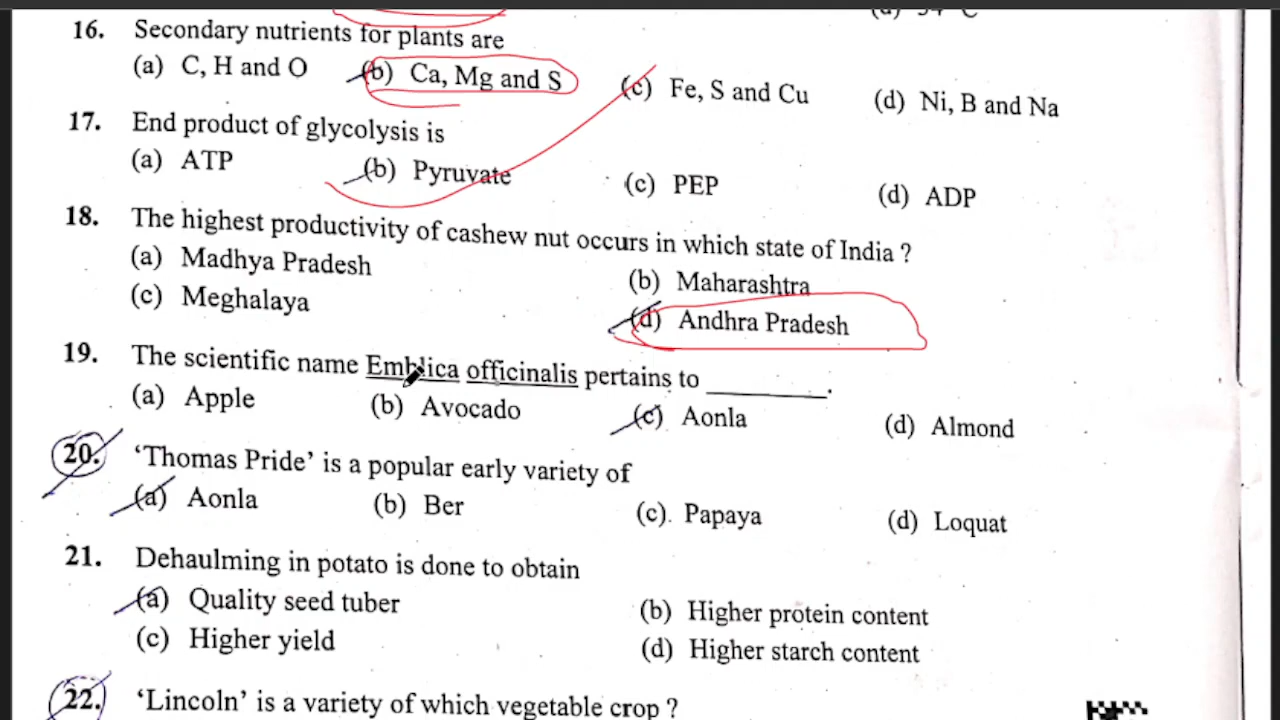 16. Secondary nutrients for plants are
(a) C, H and O (b) Ca, Mg and S (c) Fe, S and Cu (d) Ni, B and Na
17. End product of glycolysis is
(a) ATP (b) Pyruvate (c) PEP (d) ADP
18. The highest productivity of cashew nut occurs in which state of India ?
(a) Madhya Pradesh (b) Maharashtra
(c) Meghalaya (d) Andhra Pradesh
19. The scientific name Emblica officinalis pertains to ________.
(a) Apple (b) Avocado (c) Aonla (d) Almond
20. ‘Thomas Pride’ is a popular early variety of
(a) Aonla (b) Ber (c). Papaya (d) Loquat
21. Dehaulming in potato is done to obtain
(a) Quality seed tuber (b) Higher protein content
(c) Higher yield (d) Higher starch content
22. ‘Lincoln’ is a variety of which vegetable crop ?